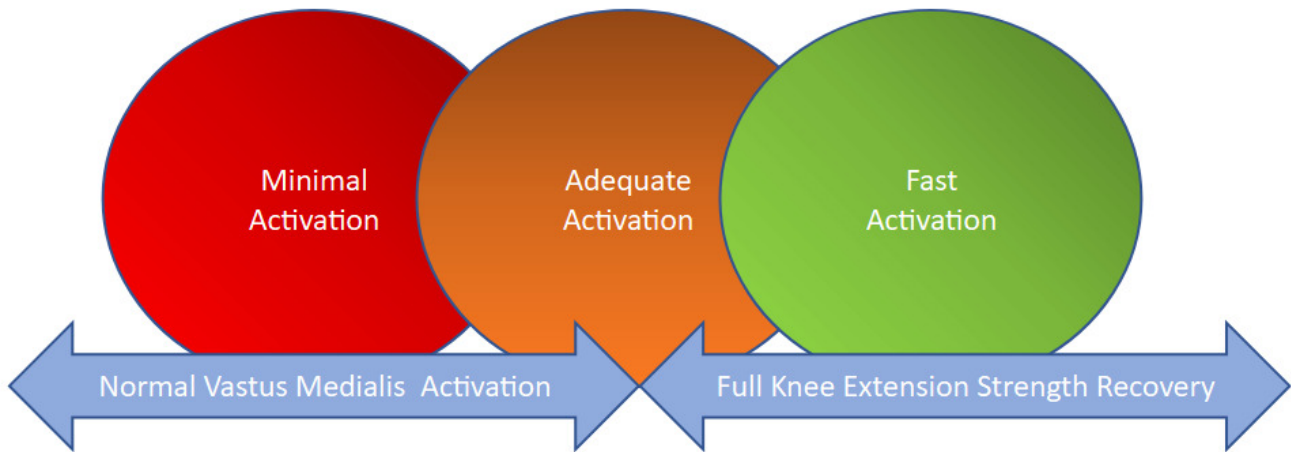 Minimal
Activation
Adequate
Activation
Fast
Activation
Normal Vastus Medialis  Activation
Full Knee Extension Strength Recovery